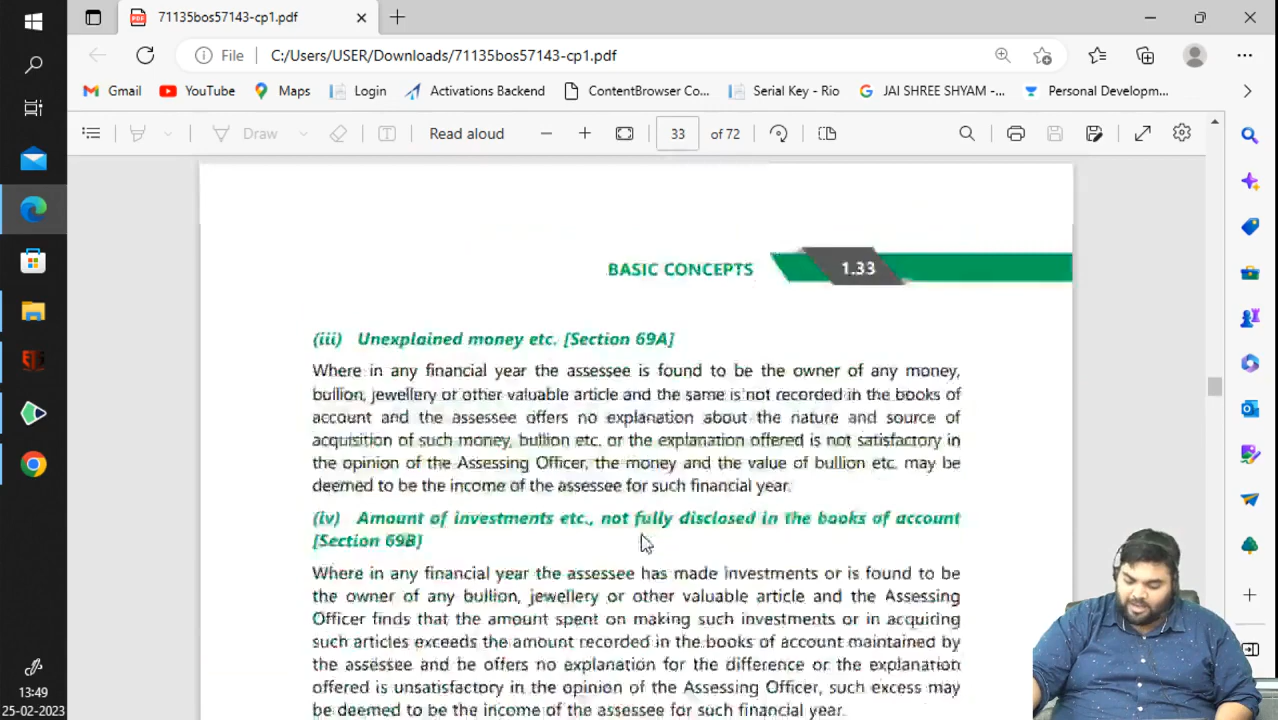 71135bos57143-cp1.pdf
File C:/Users/USER/Downloads/71135bos57143-cp1.pdf
Gmail YouTube Maps Login Activations Backend ContentBrowser Co... Serial Key - Rio JAI SHREE SHYAM -... Personal Developm...
Draw Read aloud 33 of 72
BASIC CONCEPTS 1.33
(iii) Unexplained money etc. [Section 69A]
Where in any financial year the assessee is found to be the owner of any money,
bullion, jewellery or other valuable article and the same is not recorded in the books of
account and the assessee offers no explanation about the nature and source of
acquisition of such money, bullion etc. or the explanation offered is not satisfactory in
the opinion of the Assessing Officer, the money and the value of bullion etc. may be
deemed to be the income of the assessee for such financial year.
(iv) Amount of investments etc., not fully disclosed in the books of account
[Section 69B]
Where in any financial year the assessee has made investments or is found to be
the owner of any bullion, jewellery or other valuable article and the Assessing
Officer finds that the amount spent on making such investments or in acquiring
such articles exceeds the amount recorded in the books of account maintained by
the assessee and he offers no explanation for the difference or the explanation
offered is unsatisfactory in the opinion of the Assessing Officer, such excess may
be deemed to be the income of the assessee for such financial year.
13:49
25-02-2023